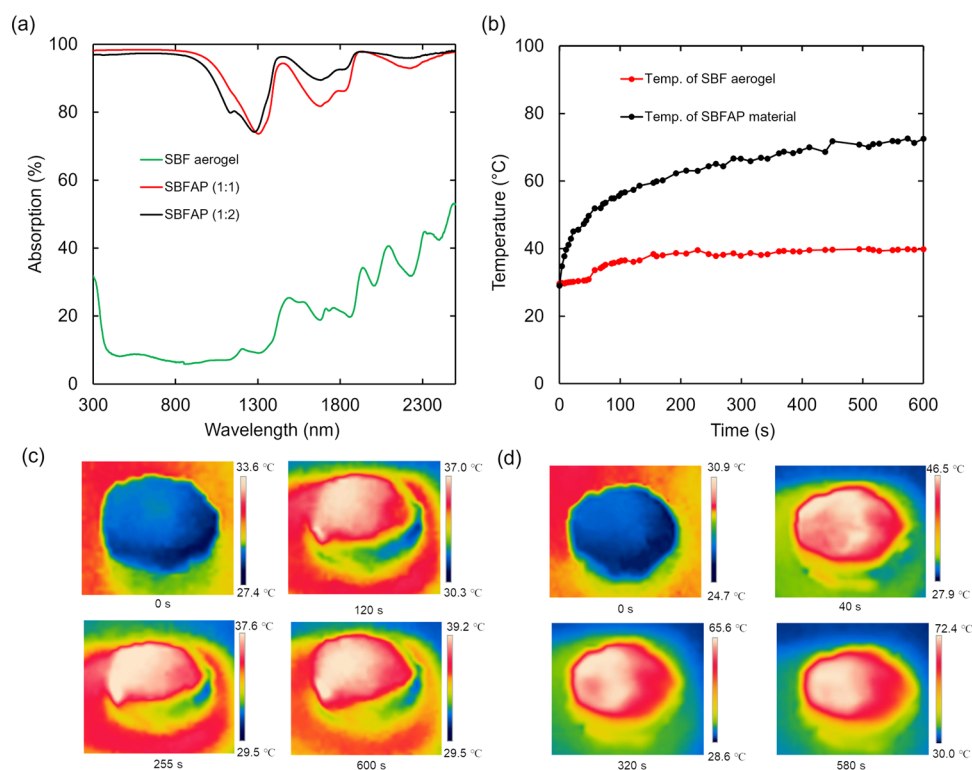 (a)
100
80
60
40
20
0
Absorption (%)
SBF aerogel
SBFAP (1:1)
SBFAP (1:2)
300 800 1300 1800 2300
Wavelength (nm)
(b)
100
80
60
40
20
0
Temperature (°C)
Temp. of SBF aerogel
Temp. of SBFAP material
0 100 200 300 400 500 600
Time (s)
(c)
33.6 ℃
27.4 ℃
0 s
37.0 ℃
30.3 ℃
120 s
37.6 ℃
29.5 ℃
255 s
39.2 ℃
29.5 ℃
600 s
(d)
30.9 ℃
24.7 ℃
0 s
46.5 ℃
27.9 ℃
40 s
65.6 ℃
28.6 ℃
320 s
72.4 ℃
30.0 ℃
580 s